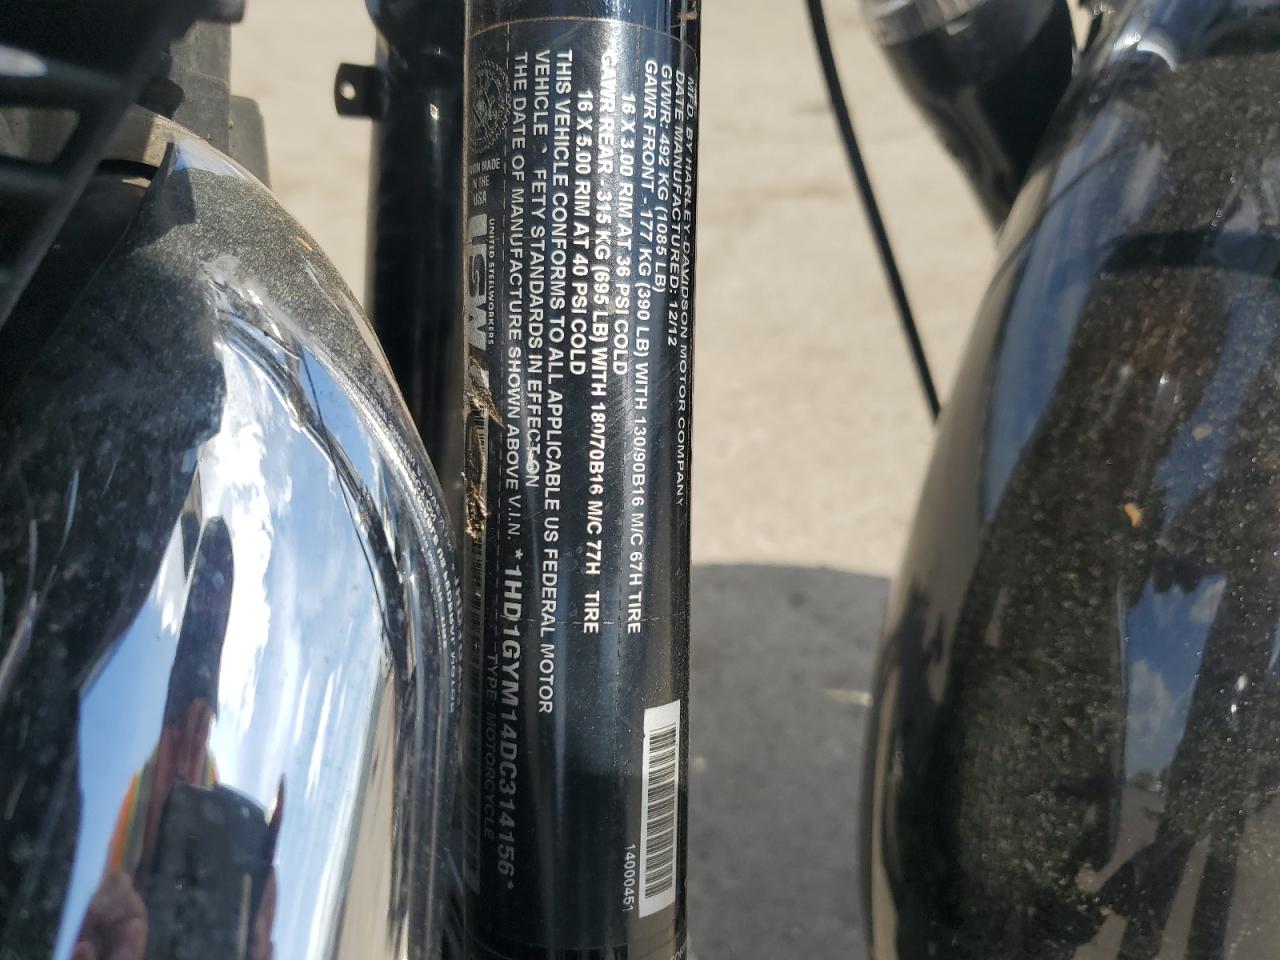 MFD. BY HARLEY-DAVIDSON MOTOR COMPANY
DATE MANUFACTURED: 12/12
GVWR-492 KG (1085 LB)
GAWR FRONT - 177 KG (390 LB) WITH 130/90B16 M/C 67H TIRE
16 X 3.00 RIM AT 36 PSI COLD
GAWR REAR - 315 KG (695 LB) WITH 180/70B16 M/C 77H TIRE
16 X 5.00 RIM AT 40 PSI COLD
THIS VEHICLE CONFORMS TO ALL APPLICABLE US FEDERAL MOTOR
VEHICLE FETY STANDARDS IN EFFECT ON
THE DATE OF MANUFACTURE SHOWN ABOVE V.I.N. *1HD1GYM14DC314156*
TYPE: MOTORCYCLE
MADE
IN THE
USA
UNITED STEELWORKERS
USW
14000451